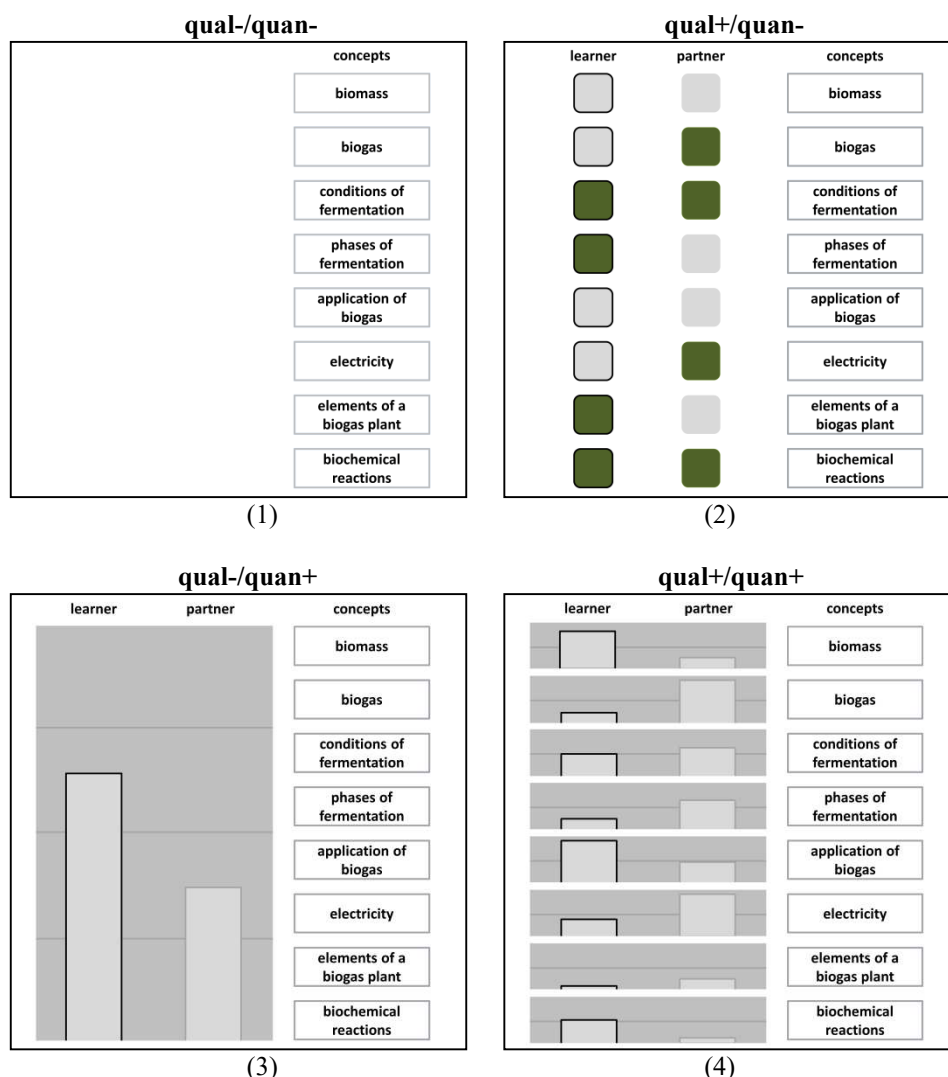 qual-/quan-
concepts
biomass
biogas
conditions of
fermentation
phases of
fermentation
application of
biogas
electricity
elements of a
biogas plant
biochemical
reactions
(1)
qual+/quan-
learner partner concepts
biomass
biogas
conditions of
fermentation
phases of
fermentation
application of
biogas
electricity
elements of a
biogas plant
biochemical
reactions
(2)
qual-/quan+
learner partner concepts
biomass
biogas
conditions of
fermentation
phases of
fermentation
application of
biogas
electricity
elements of a
biogas plant
biochemical
reactions
(3)
qual+/quan+
learner partner concepts
biomass
biogas
conditions of
fermentation
phases of
fermentation
application of
biogas
electricity
elements of a
biogas plant
biochemical
reactions
(4)